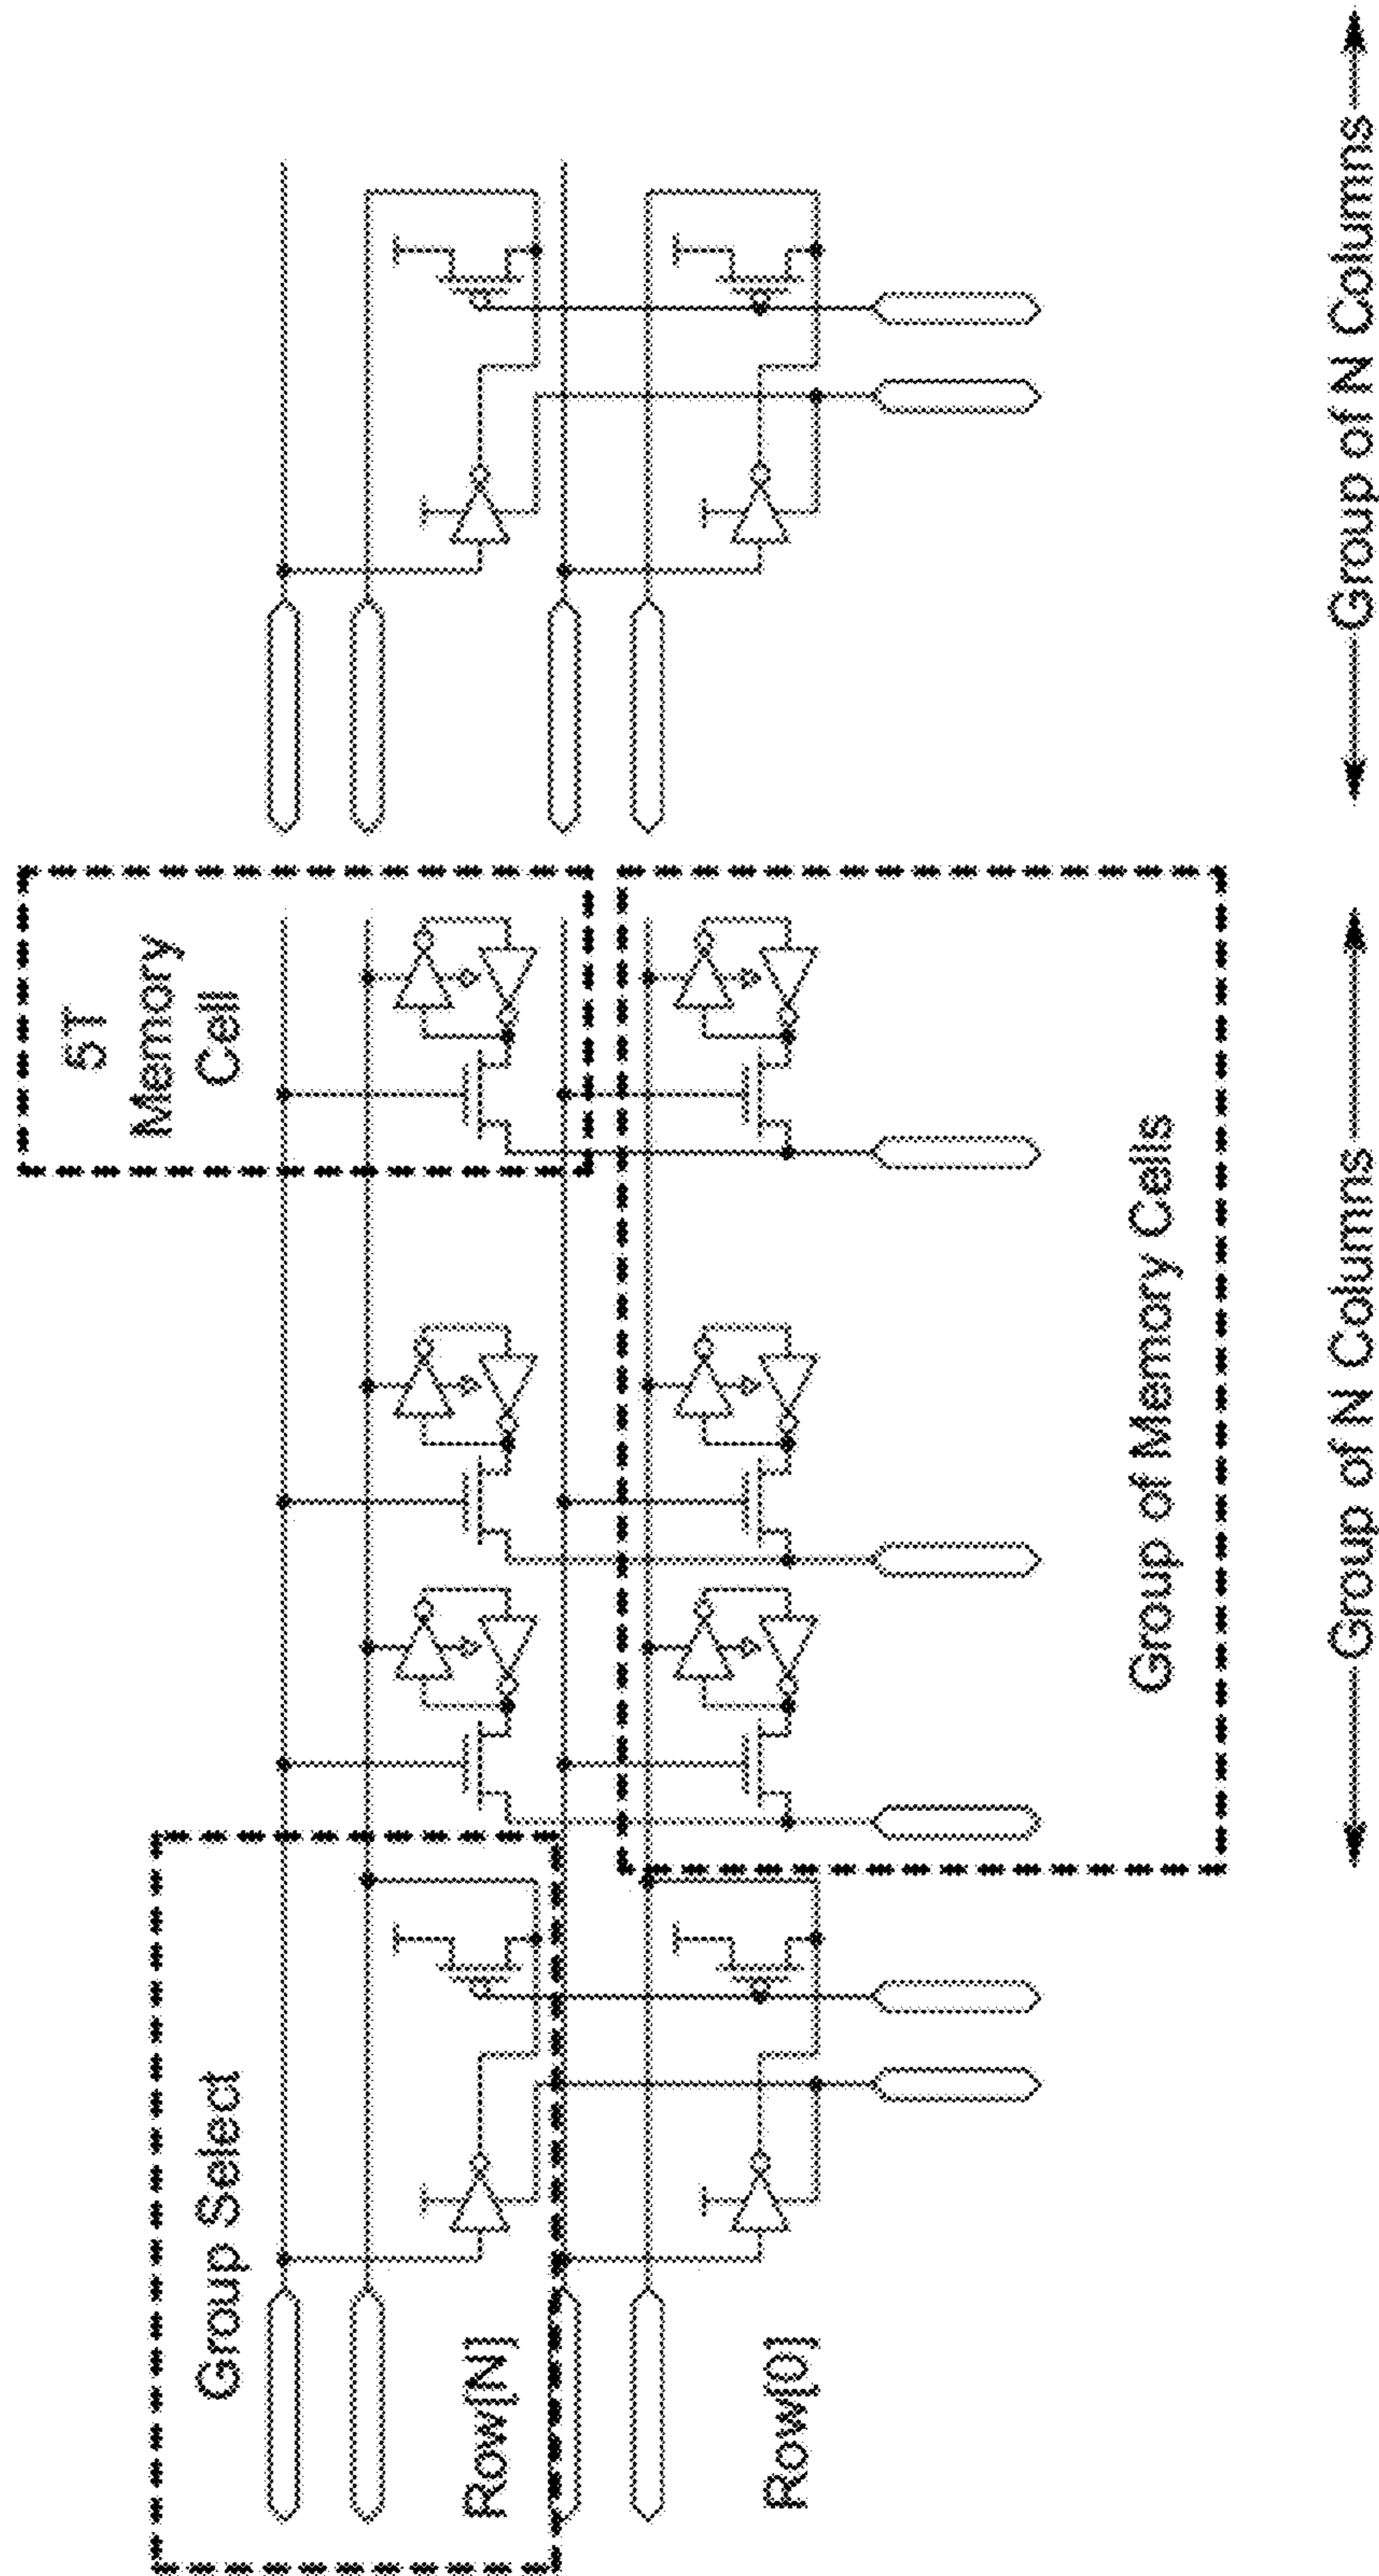 Group Select
5T
Memory
Cell
Row[N]
Row[0]
Group of Memory Cells
Group of N Columns
Group of N Columns